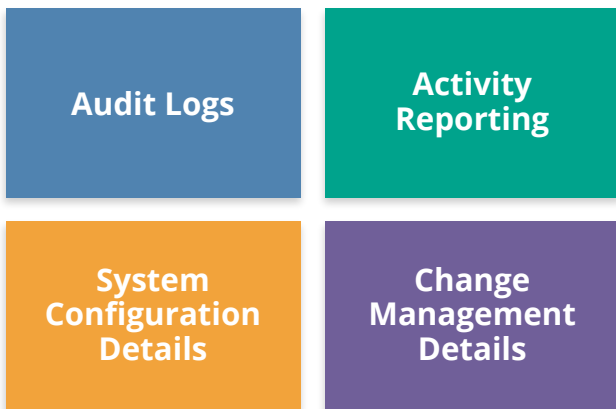 Audit Logs
Activity
Reporting
System
Configuration
Details
Change
Management
Details